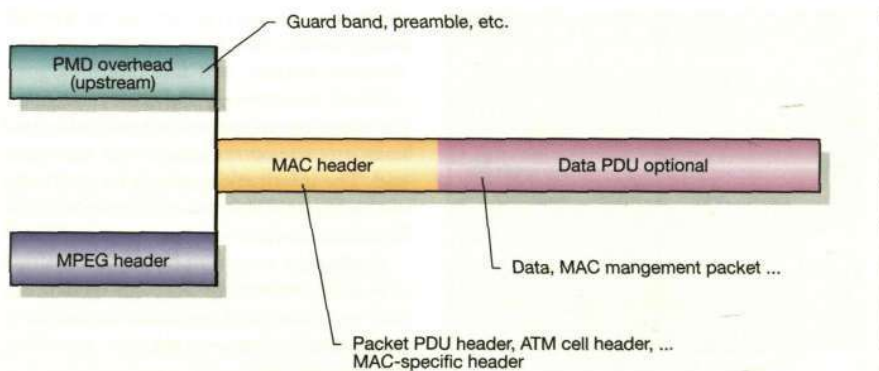 Guard band, preamble, etc.
PMD overhead
(upstream)
MAC header
Data PDU optional
MPEG header
Data, MAC mangement packet ...
Packet PDU header, ATM cell header, ...
MAC-specific header